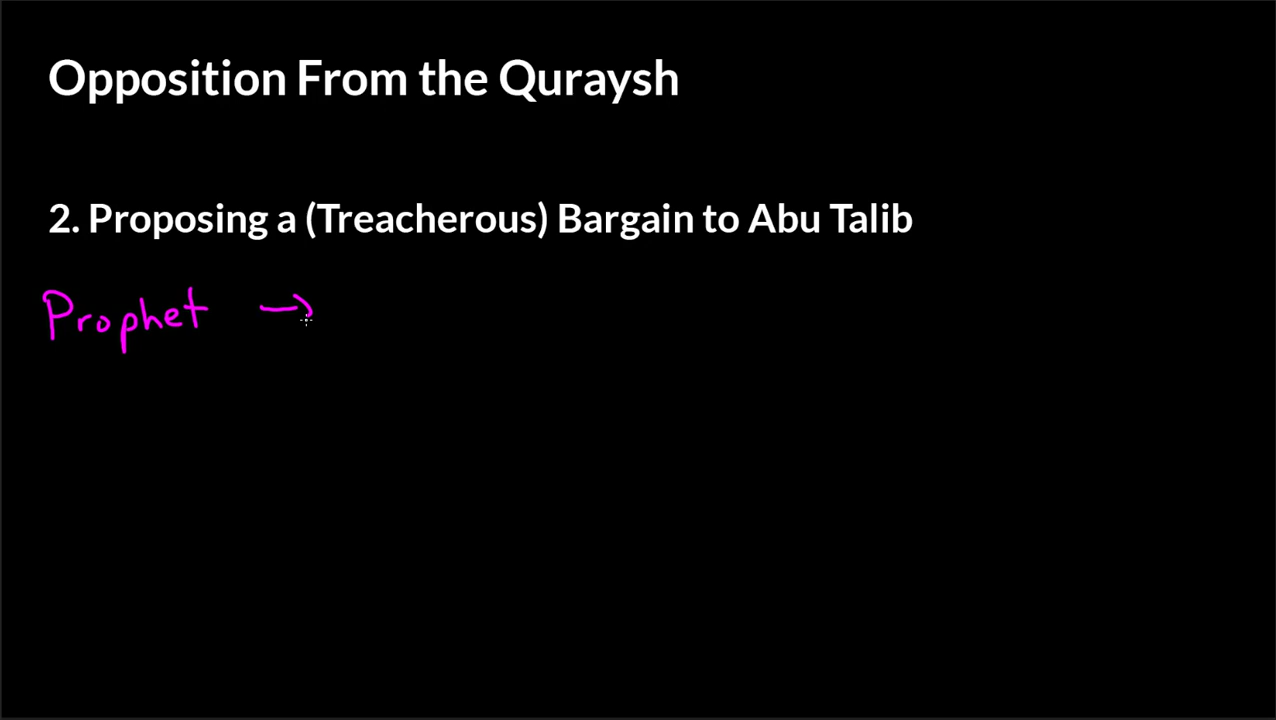 Opposition From the Quraysh
2. Proposing a (Treacherous) Bargain to Abu Talib
Prophet →